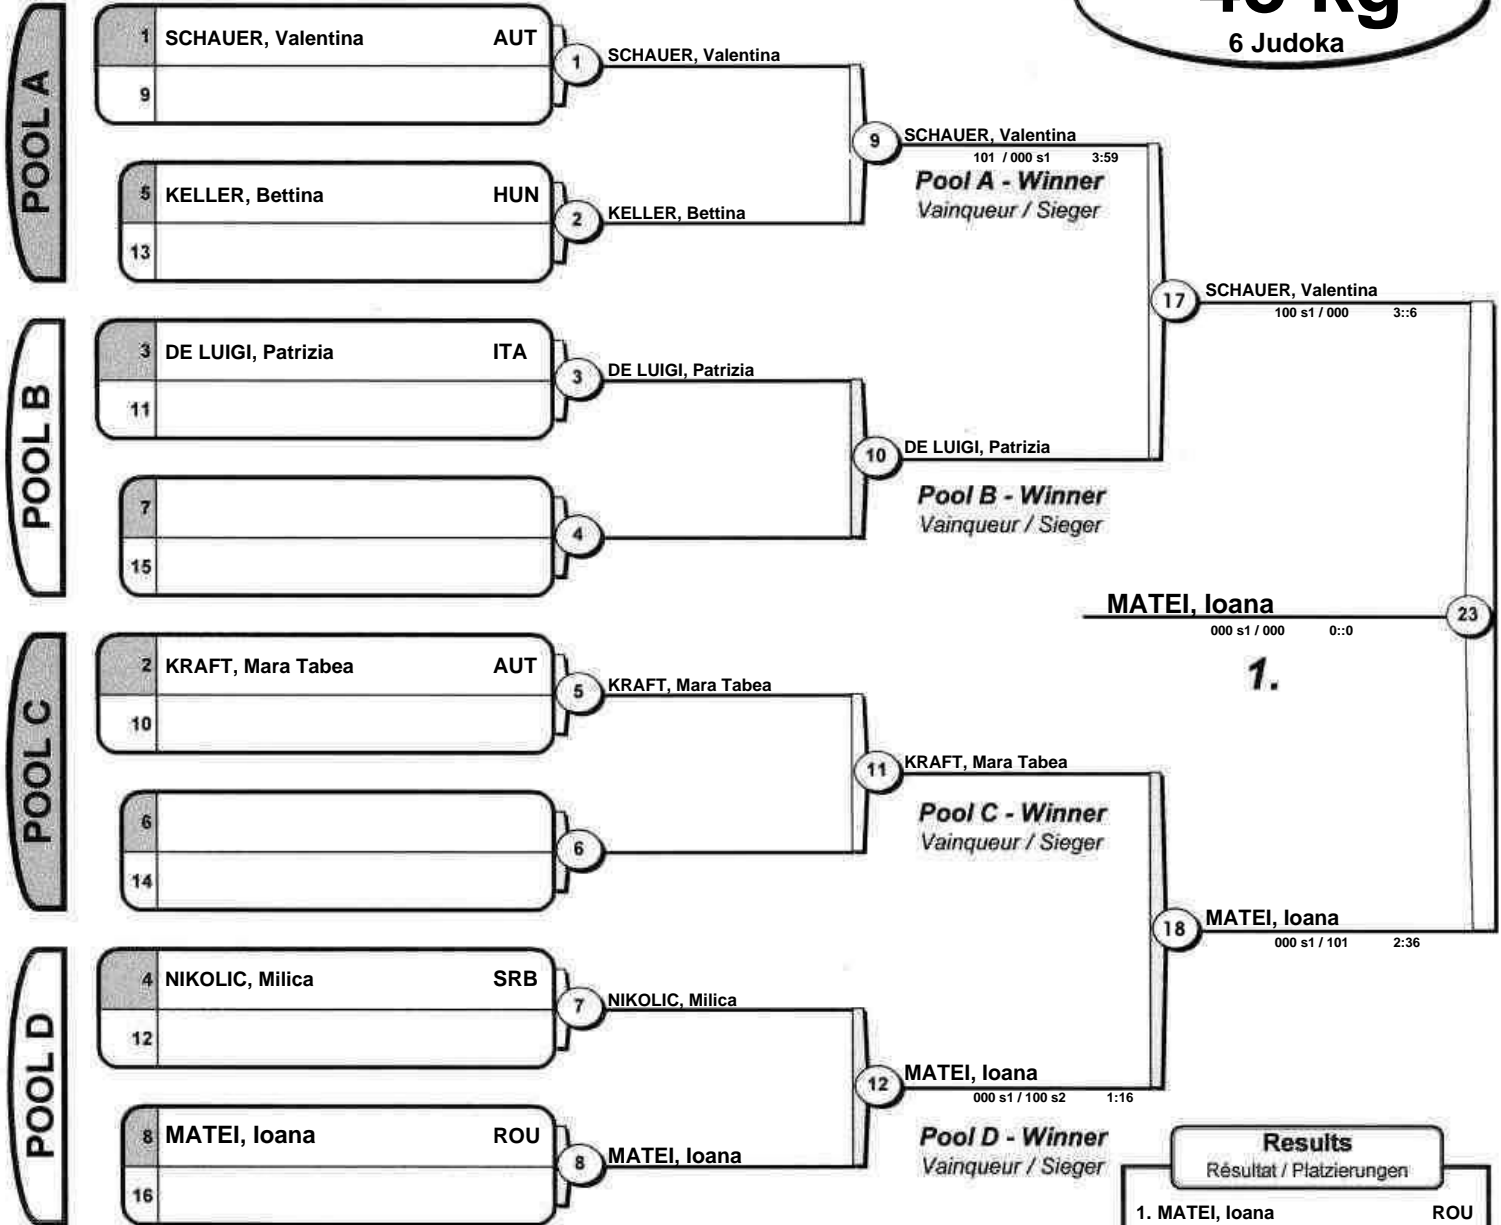 kg
6 Judoka
POOL A
1 SCHAUER, Valentina AUT
9
1 SCHAUER, Valentina
5 KELLER, Bettina HUN
13
2 KELLER, Bettina
9 SCHAUER, Valentina
101 / 000 s1 3:59
Pool A - Winner
Vainqueur / Sieger
POOL B
3 DE LUIGI, Patrizia ITA
11
3 DE LUIGI, Patrizia
7
15
4
10 DE LUIGI, Patrizia
Pool B - Winner
Vainqueur / Sieger
17 SCHAUER, Valentina
100 s1 / 000 3::6
MATEI, Ioana
23
000 s1 / 000 0::0
1.
POOL C
2 KRAFT, Mara Tabea AUT
10
5 KRAFT, Mara Tabea
6
14
6
11 KRAFT, Mara Tabea
Pool C - Winner
Vainqueur / Sieger
POOL D
4 NIKOLIC, Milica SRB
12
7 NIKOLIC, Milica
8 MATEI, Ioana ROU
16
8 MATEI, Ioana
12 MATEI, Ioana
000 s1 / 100 s2 1:16
Pool D - Winner
Vainqueur / Sieger
18 MATEI, Ioana
000 s1 / 101 2:36
Results
Résultat / Platzierungen
1. MATEI, Ioana ROU